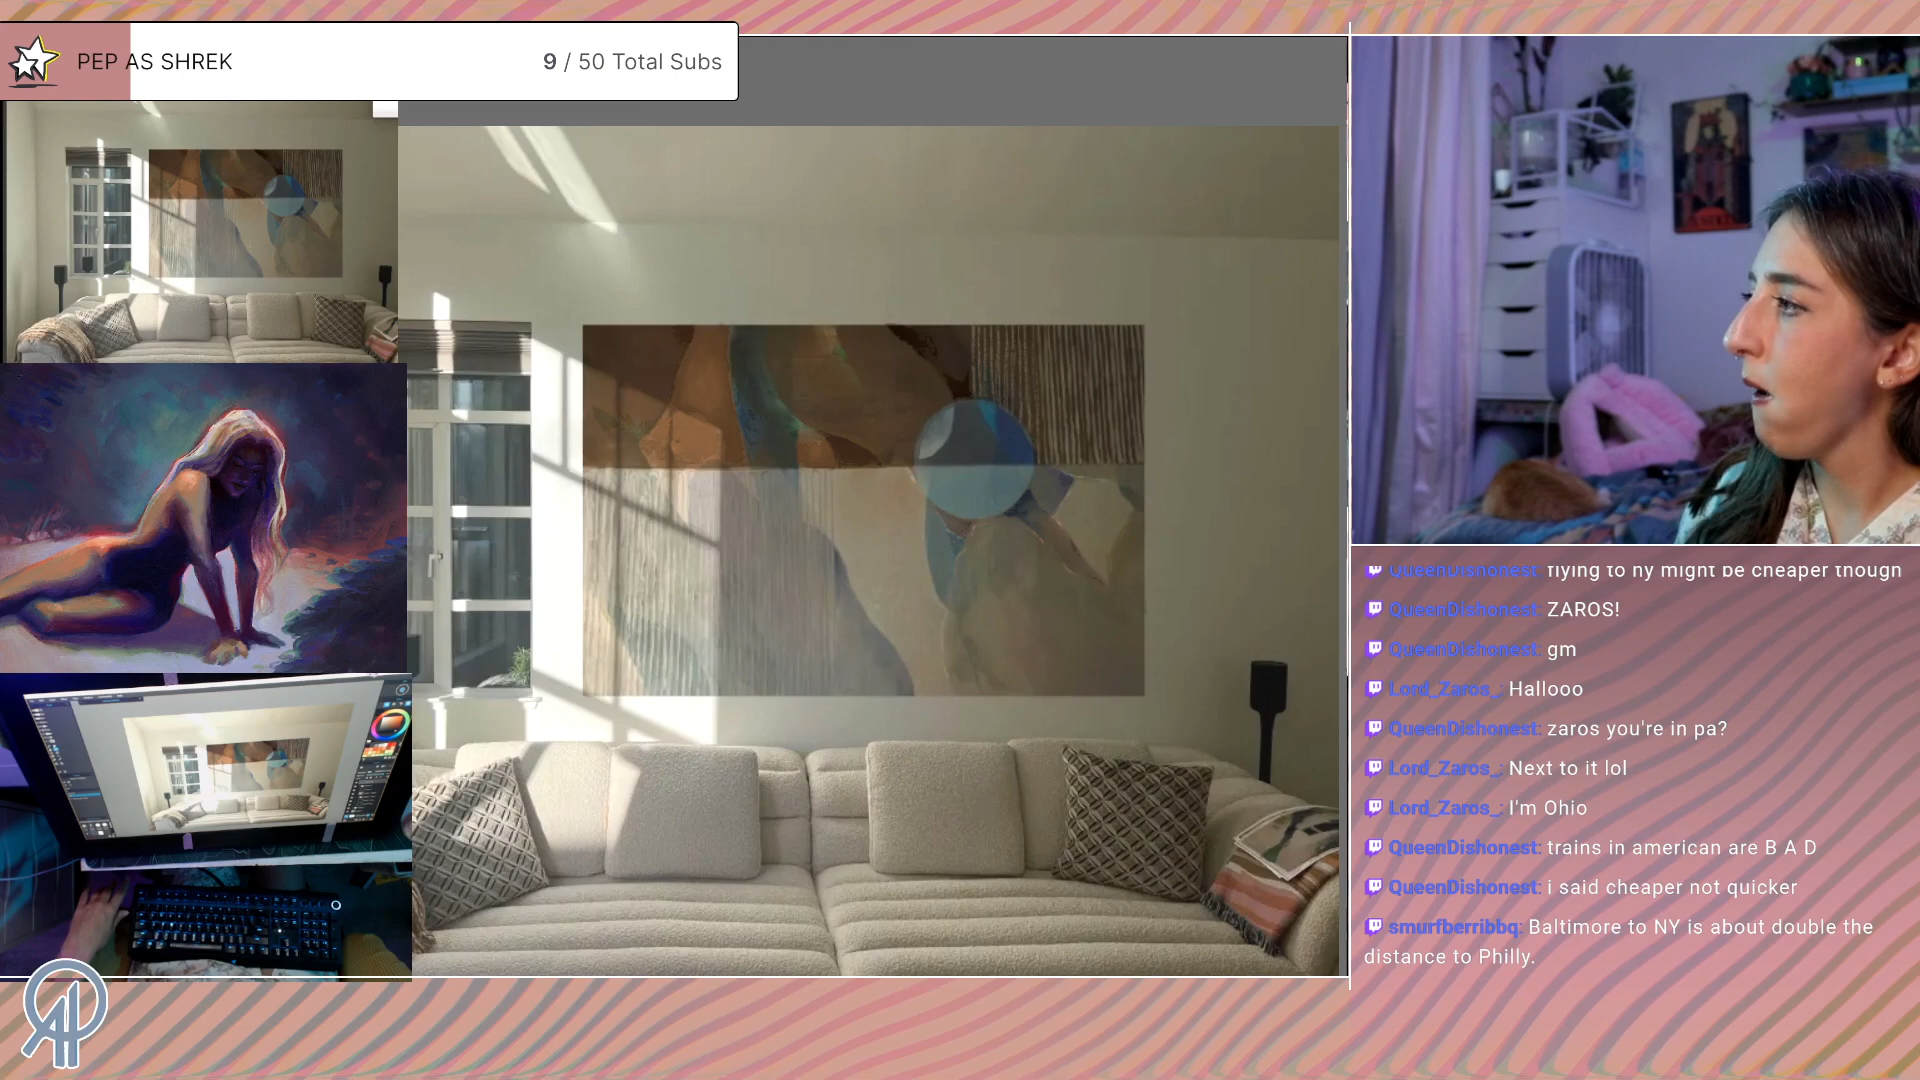 PEP AS SHREK
9 / 50 Total Subs
QueenDishonest: flying to ny might be cheaper though
QueenDishonest: ZAROS!
QueenDishonest: gm
Lord_Zaros_: Hallooo
QueenDishonest: zaros you're in pa?
Lord_Zaros_: Next to it lol
Lord_Zaros_: I'm Ohio
QueenDishonest: trains in american are B A D
QueenDishonest: i said cheaper not quicker
smurfberribbq: Baltimore to NY is about double the
distance to Philly.